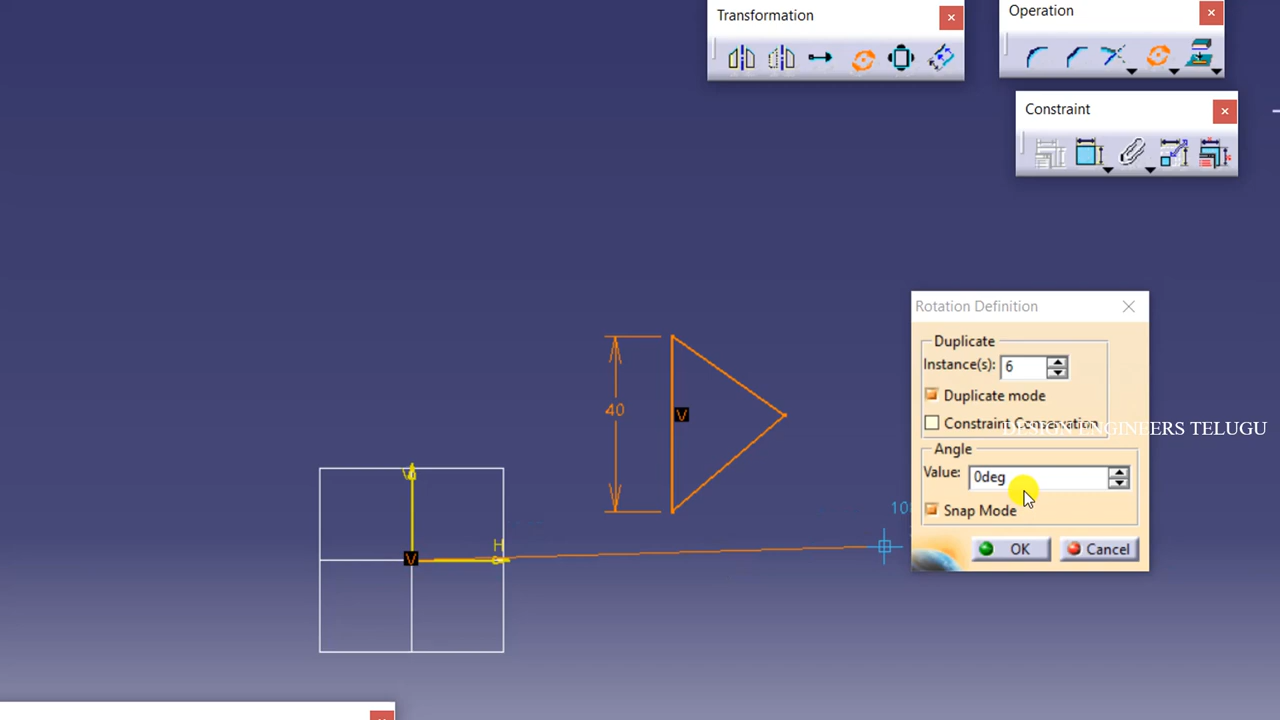 Transformation
Operation
Constraint
Rotation Definition
Duplicate
Instance(s): 6
Duplicate mode
Constraint Conservation
DESIGN ENGINEERS TELUGU
Angle
Value: 0deg
Snap Mode
OK
Cancel
40
V
V
H
V